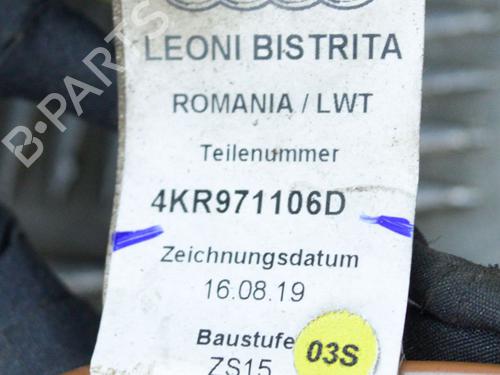 B-PARTS
LEONI BISTRITA
ROMANIA / LWT
Teilenummer
4KR971106D
Zeichnungsdatum
16.08.19
Baustufe
03S
ZS15